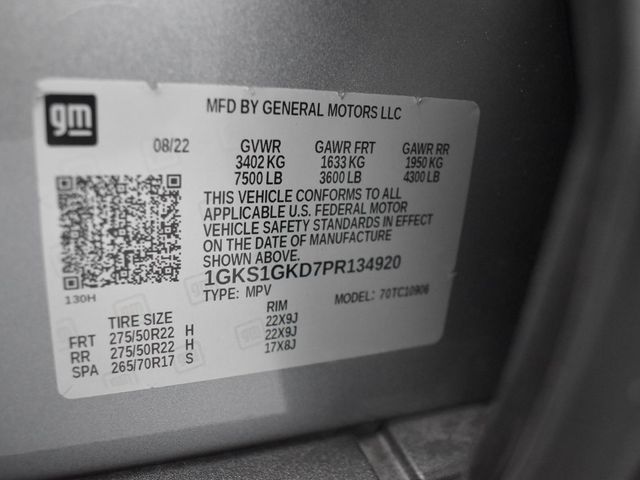 gm
MFD BY GENERAL MOTORS LLC
08/22 GVWR GAWR FRT GAWR RR
3402 KG 1633 KG 1950 KG
7500 LB 3600 LB 4300 LB
THIS VEHICLE CONFORMS TO ALL
APPLICABLE U.S. FEDERAL MOTOR
VEHICLE SAFETY STANDARDS IN EFFECT
ON THE DATE OF MANUFACTURE
SHOWN ABOVE.
1GKS1GKD7PR134920
130H TYPE: MPV MODEL: 70TC10906
TIRE SIZE RIM
FRT 275/50R22 H 22X9J
RR 275/50R22 H 22X9J
SPA 265/70R17 S 17X8J